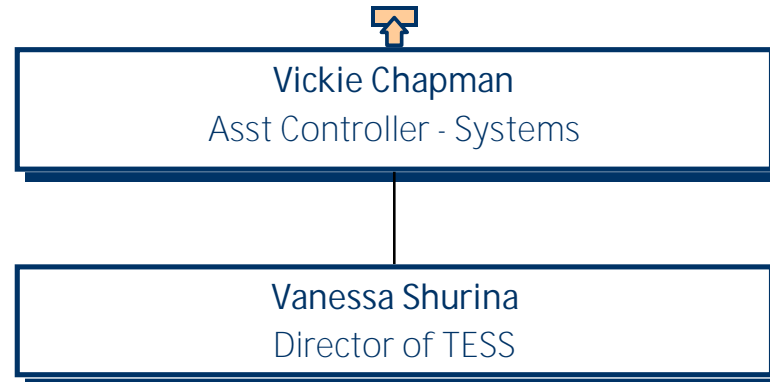 Vickie Chapman
Asst Controller - Systems
Vanessa Shurina
Director of TESS